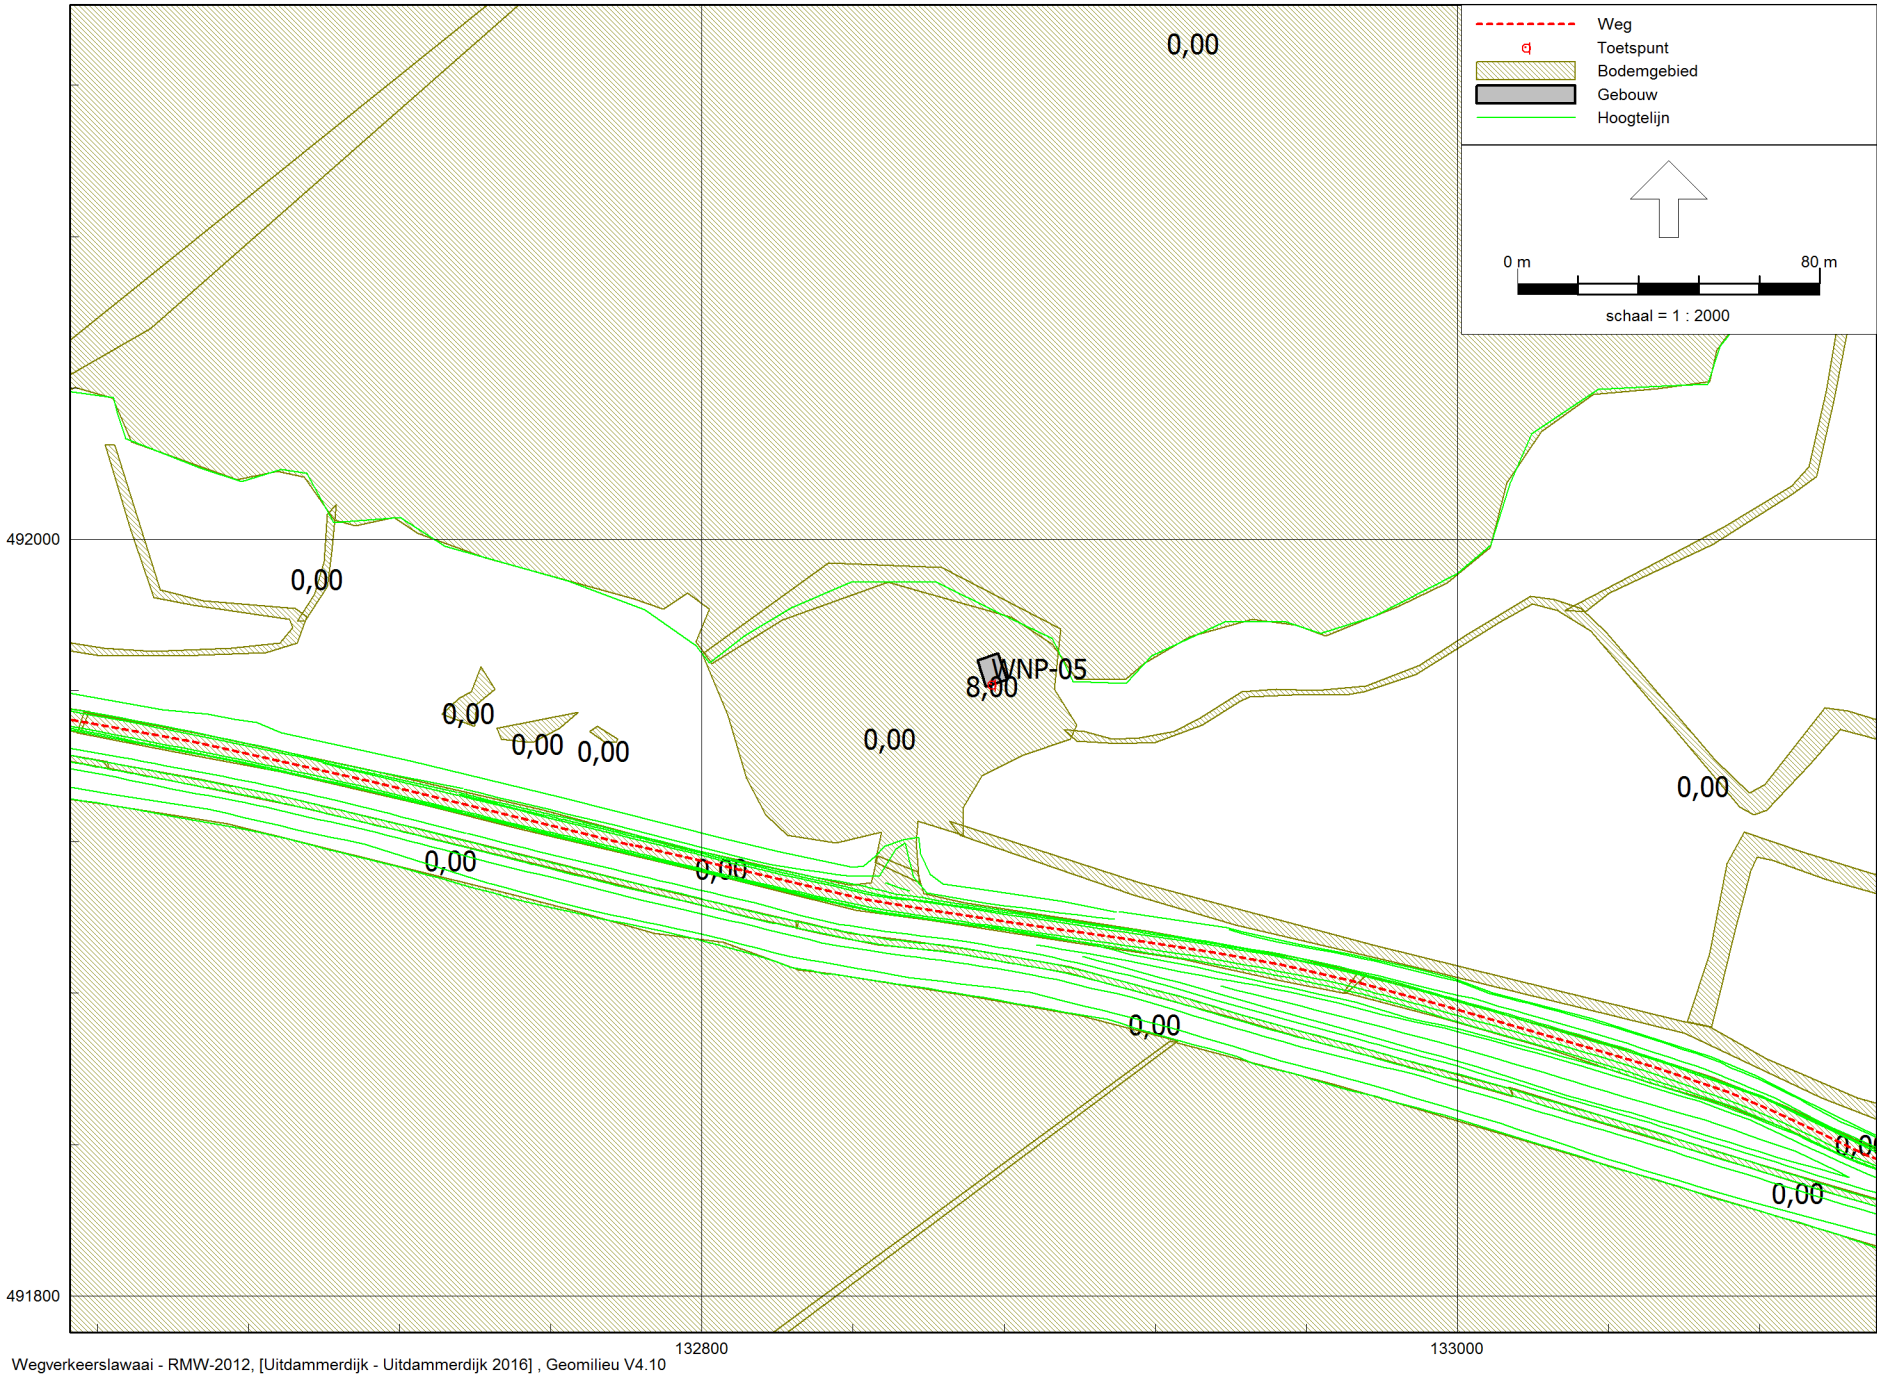 0,00
Weg
Toetspunt
Bodemgebied
Gebouw
Hoogtelijn
0 m 80 m
schaal = 1 : 2000
492000
0,00
WNP-05
8,00
0,00
0,00
0,00
0,00
0,00
0,00
0,00
0,00
0,00
0,00
491800
132800
133000
Wegverkeerslawaai - RMW-2012, [Uitdammerdijk - Uitdammerdijk 2016] , Geomilieu V4.10